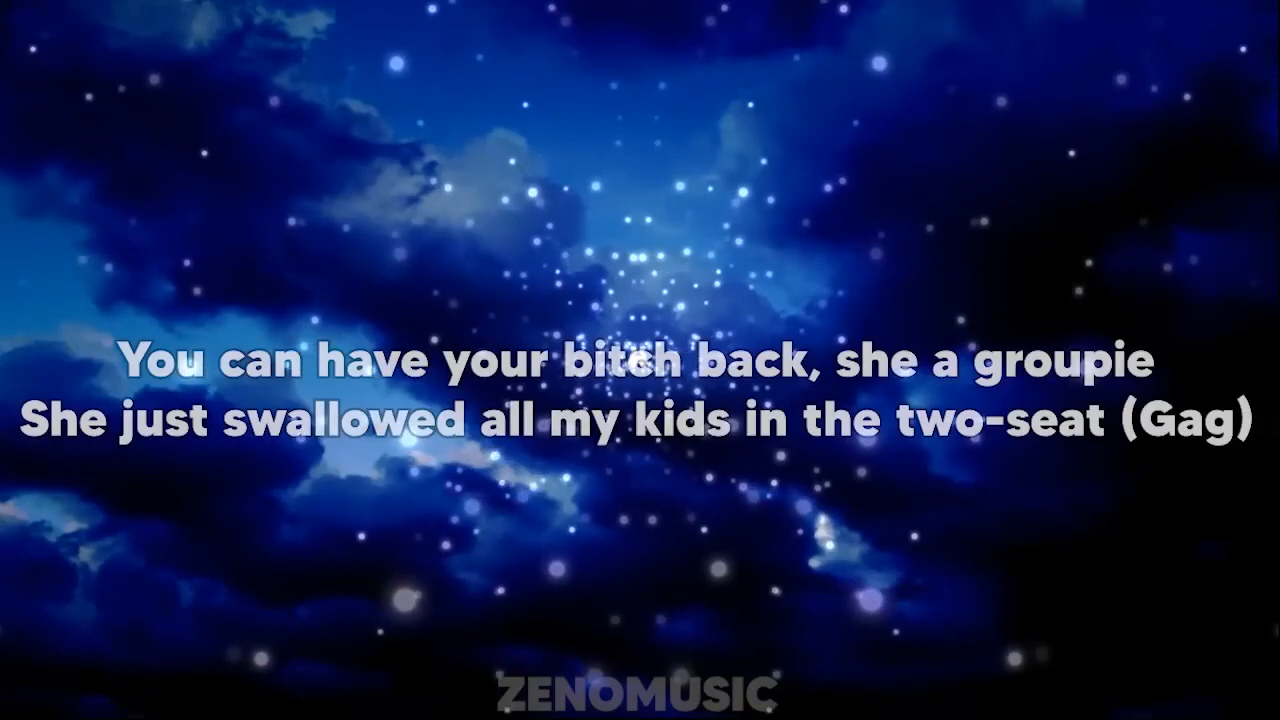 You can have your bitch back, she a groupie
She just swallowed all my kids in the two-seat (Gag)
ZENOMUSIC